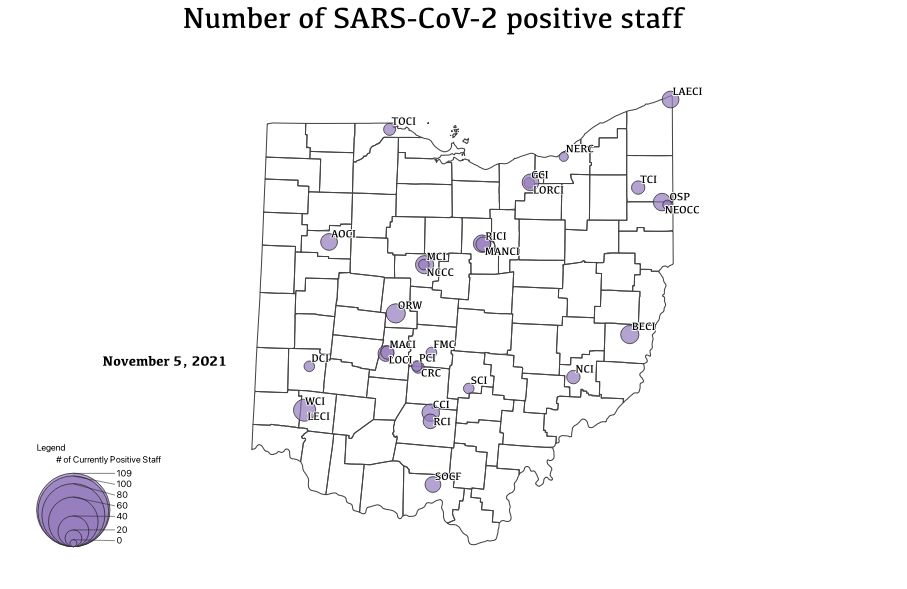 Number of SARS-CoV-2 positive staff
LAECI
TOCI
NERC
GCI
LORCI
TCI
OSP
NEOCC
AOCI
RICI
MANCI
MCI
NCCC
ORW
BECI
MACI
FMC
LOCI
PCI
November 5, 2021
DCI
CRC
NCI
SCI
WCI
CCI
LECI
RCI
SOCF
Legend
# of Currently Positive Staff
109
100
80
60
40
20
0